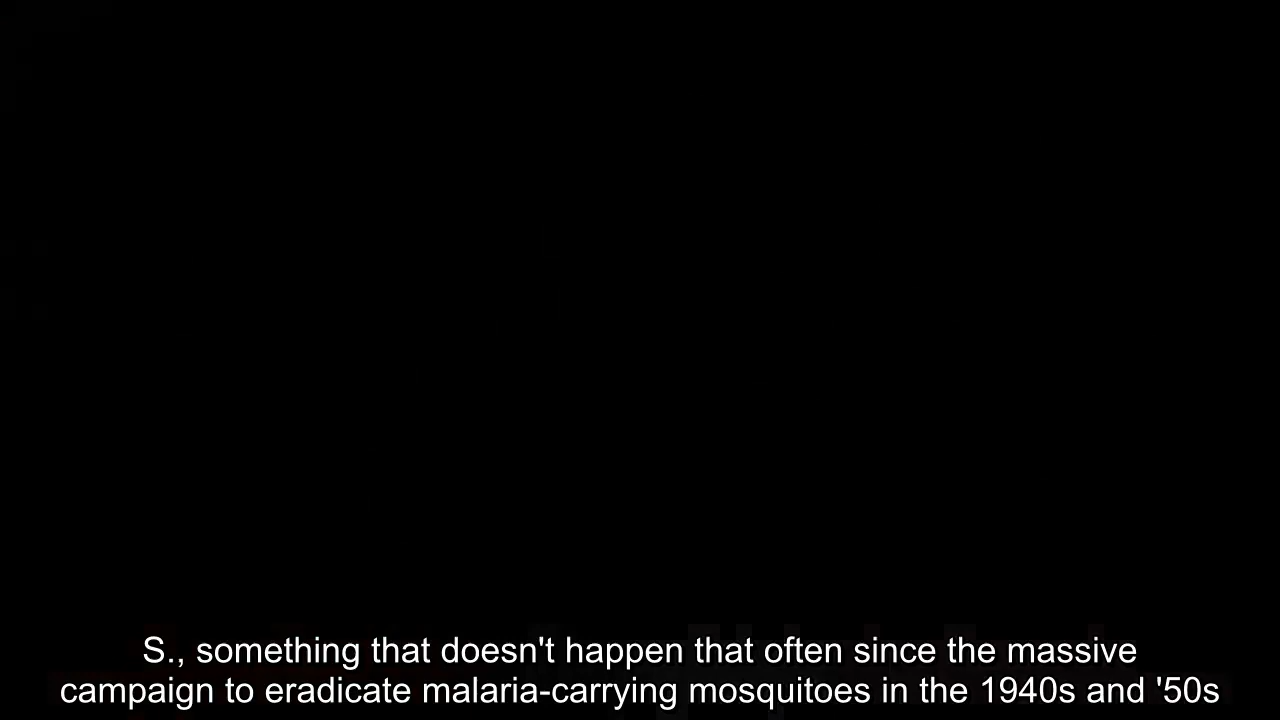 S., something that doesn't happen that often since the massive
campaign to eradicate malaria-carrying mosquitoes in the 1940s and '50s